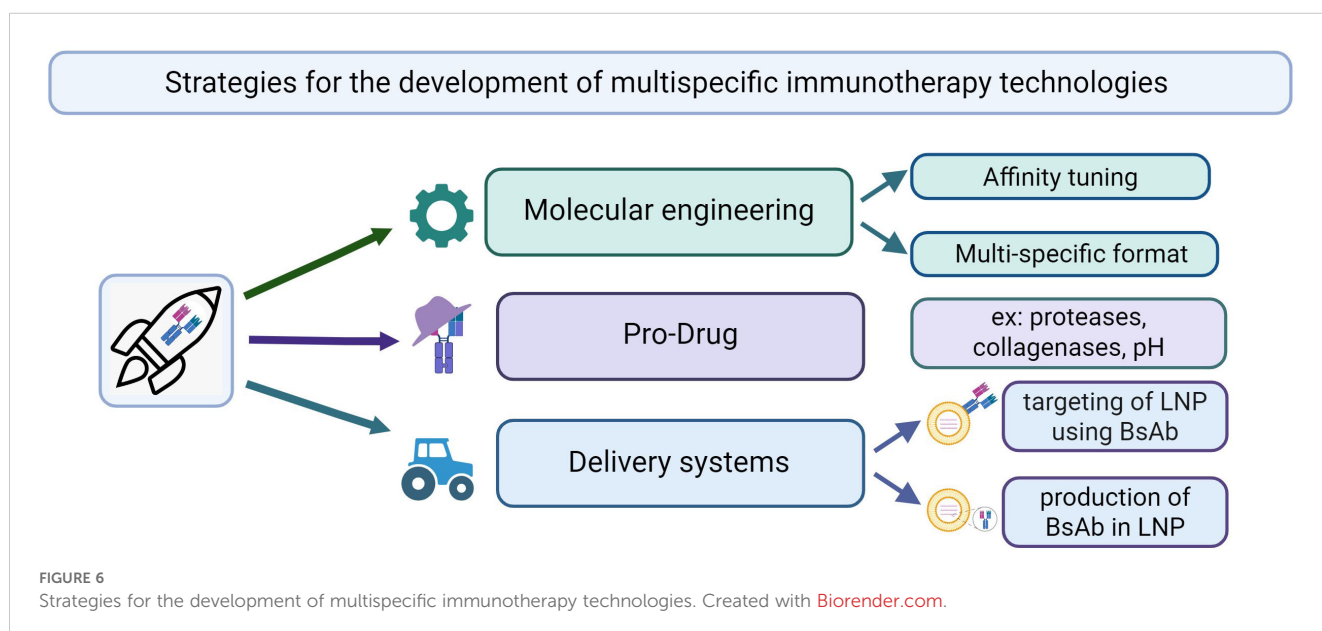 Strategies for the development of multispecific immunotherapy technologies
Molecular engineering
Affinity tuning
Multi-specific format
Pro-Drug
ex: proteases,
collagenases, pH
Delivery systems
targeting of LNP
using BsAb
production of
BsAb in LNP
FIGURE 6
Strategies for the development of multispecific immunotherapy technologies. Created with Biorender.com.